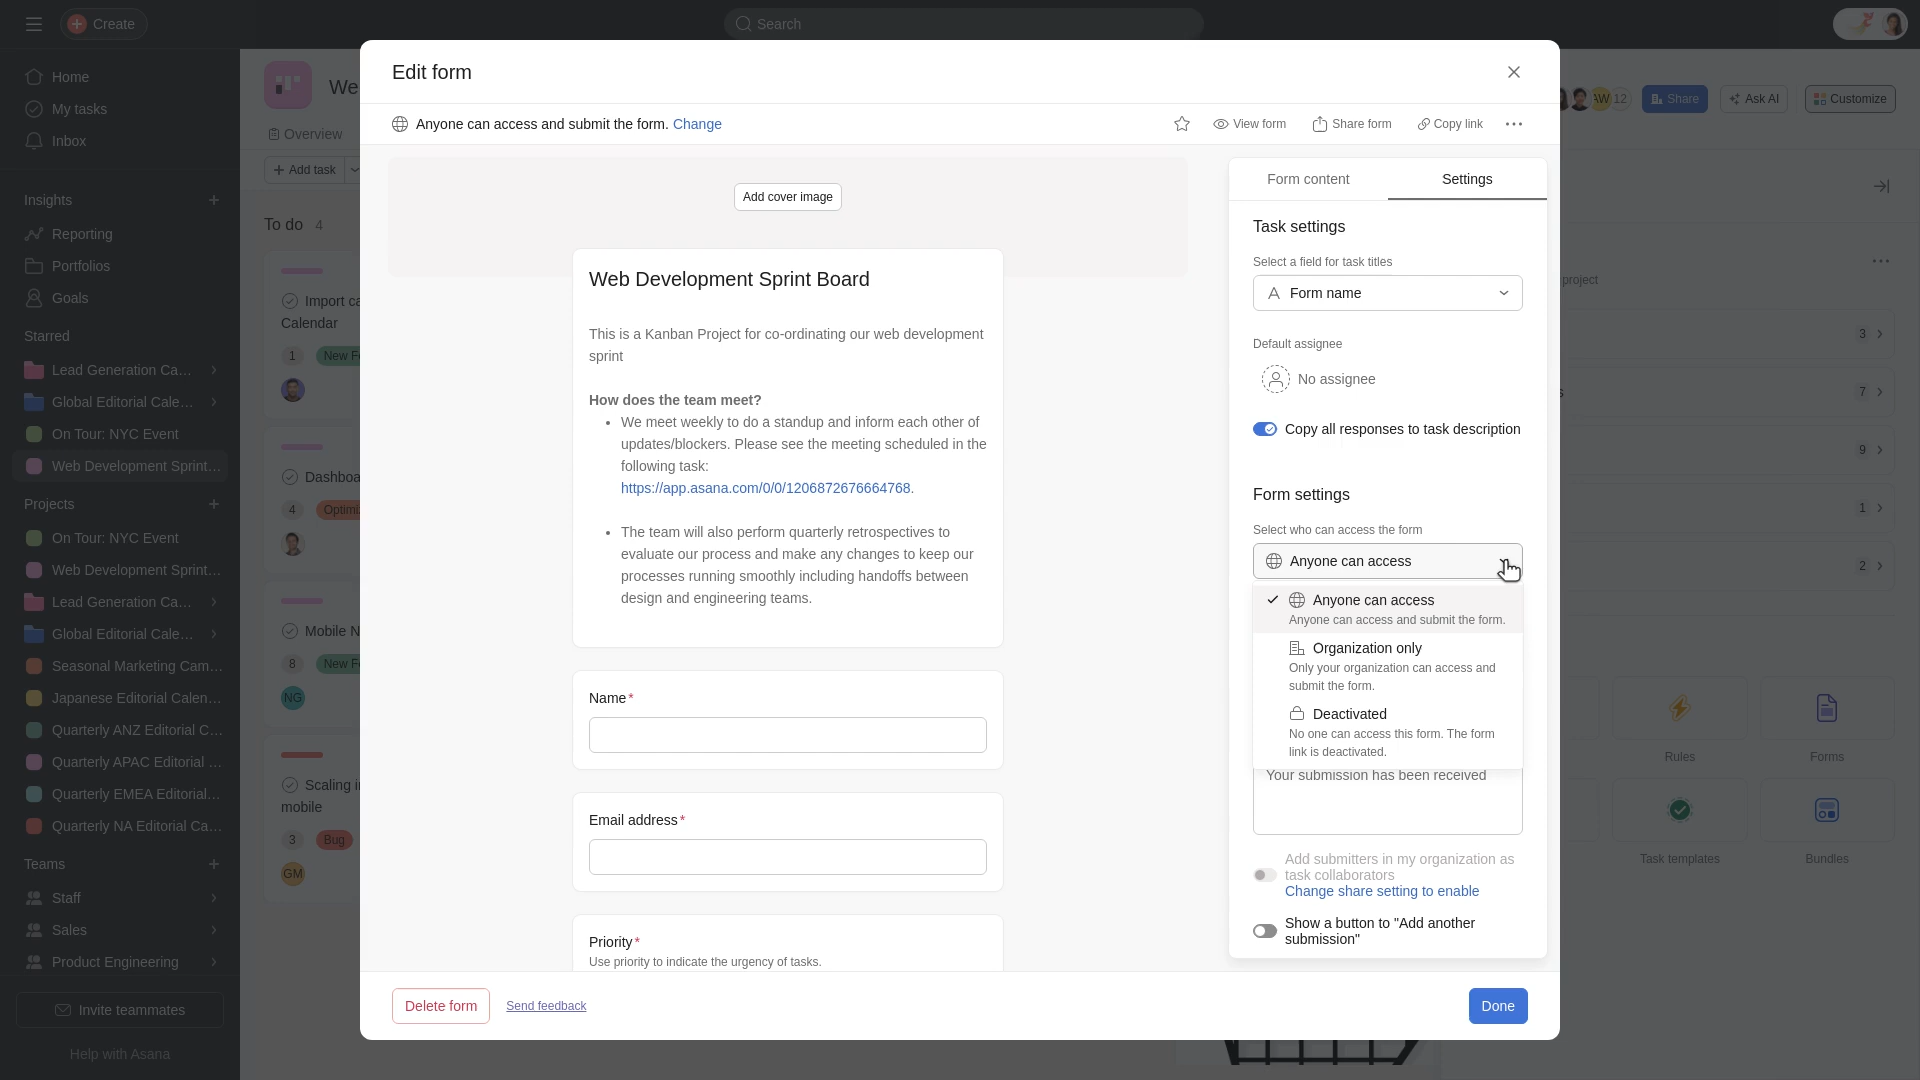 Create
Search
Home
My tasks
Inbox
Insights
Reporting
Portfolios
Goals
Starred
Lead Generation Ca...
Global Editorial Cale...
On Tour: NYC Event
Web Development Sprint...
Projects
On Tour: NYC Event
Web Development Sprint...
Lead Generation Ca...
Global Editorial Cale...
Seasonal Marketing Cam...
Japanese Editorial Calen...
Quarterly ANZ Editorial C...
Quarterly APAC Editorial ...
Quarterly EMEA Editorial...
Quarterly NA Editorial Ca...
Teams
Staff
Sales
Product Engineering
Invite teammates
Help with Asana
We
Overview
Add task
To do 4
Import ca
Calendar
1 New Fe
Dashboa
4 Optimi
Mobile N
8 New Fe
NG
Scaling i
mobile
3 Bug
GM
Edit form
Anyone can access and submit the form. Change
View form
Share form
Copy link
Add cover image
Web Development Sprint Board
This is a Kanban Project for co-ordinating our web development
sprint
How does the team meet?
• We meet weekly to do a standup and inform each other of
updates/blockers. Please see the meeting scheduled in the
following task:
https://app.asana.com/0/0/1206872676664768.
• The team will also perform quarterly retrospectives to
evaluate our process and make any changes to keep our
processes running smoothly including handoffs between
design and engineering teams.
Name*
Email address*
Priority*
Use priority to indicate the urgency of tasks.
Form content
Settings
Task settings
Select a field for task titles
Form name
Default assignee
No assignee
Copy all responses to task description
Form settings
Select who can access the form
Anyone can access
Anyone can access
Anyone can access and submit the form.
Organization only
Only your organization can access and
submit the form.
Deactivated
No one can access this form. The form
link is deactivated.
Your submission has been received
Add submitters in my organization as
task collaborators
Change share setting to enable
Show a button to "Add another
submission"
Delete form
Send feedback
Done
AW
12
Share
Ask AI
Customize
project
3
s
7
9
1
2
Rules
Forms
Task templates
Bundles